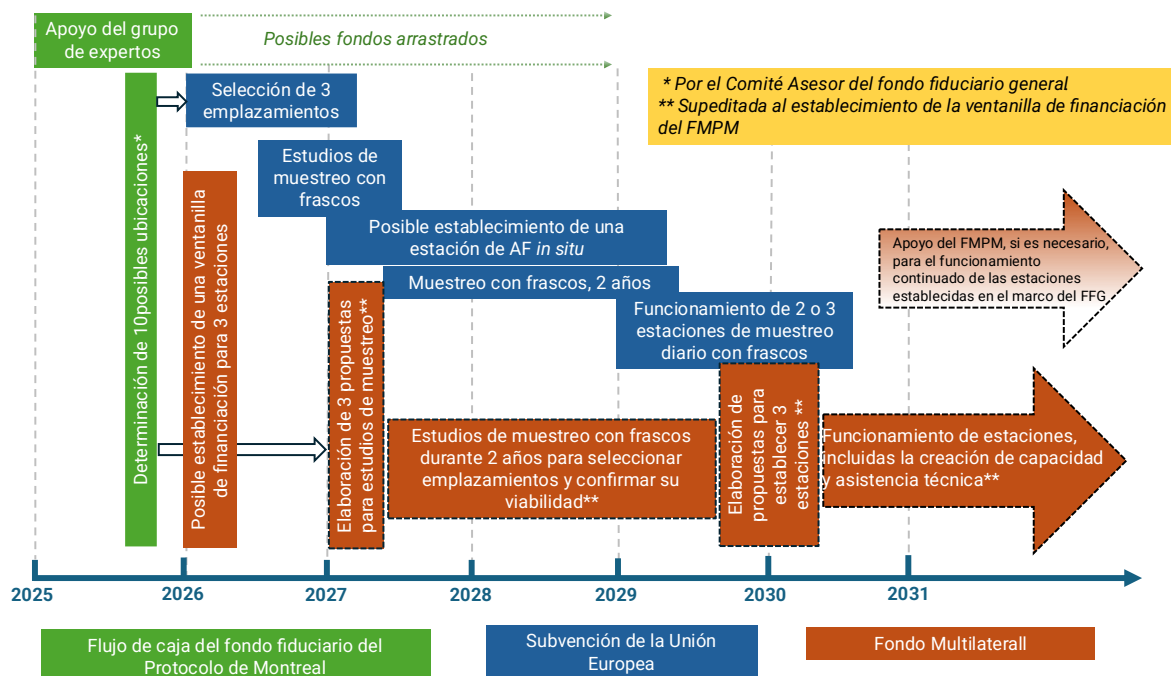 Apoyo del grupo
de expertos
Posibles fondos arrastrados
Selección de 3
emplazamientos
* Por el Comité Asesor del fondo fiduciario general
** Supeditada al establecimiento de la ventanilla de financiación
del FMPM
Determinación de 10posibles ubicaciones*
Estudios de
muestreo con
frascos
Posible establecimiento de una ventanilla
de financiación para 3 estaciones
Posible establecimiento de una
estación de AF in situ
Muestreo con frascos, 2 años
Apoyo del FMPM, si es necesario,
para el funcionamiento
continuado de las estaciones
establecidas en el marco del FFG
Elaboración de 3 propuestas
para estudios de muestreo**
Funcionamiento de 2 o 3
estaciones de muestreo
diario con frascos
Estudios de muestreo con frascos
durante 2 años para seleccionar
emplazamientos y confirmar su
viabilidad**
Elaboración de
propuestas para
establecer 3
estaciones **
Funcionamiento de estaciones,
incluidas la creación de capacidad
y asistencia técnica**
2025
2026
2027
2028
2029
2030
2031
Flujo de caja del fondo fiduciario del
Protocolo de Montreal
Subvención de la Unión
Europea
Fondo Multilaterall